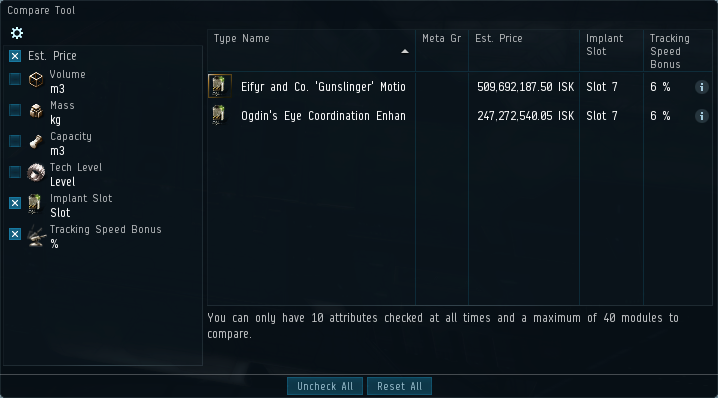 Compare Tool
Est. Price
Volume
m3
Mass
kg
Capacity
m3
Tech Level
Level
Implant Slot
Slot
Tracking Speed Bonus
%
Type Name Meta Gr Est. Price Implant Slot Tracking Speed Bonus
Eifyr and Co. 'Gunslinger' Motio 509,692,187.50 ISK Slot 7 6 %
Ogdin's Eye Coordination Enhan 247,272,540.05 ISK Slot 7 6 %
You can only have 10 attributes checked at all times and a maximum of 40 modules to
compare.
Uncheck All Reset All